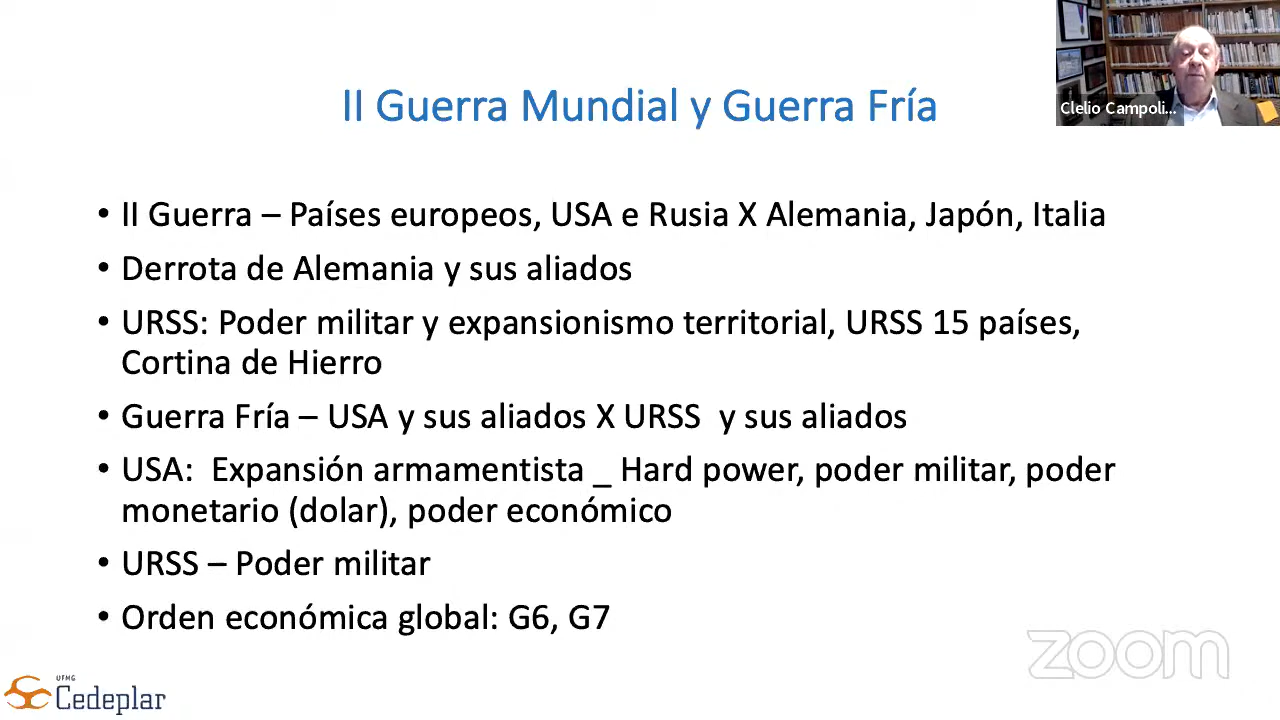 II Guerra Mundial y Guerra Fría
Clelio Campoli...
• II Guerra – Países europeos, USA e Rusia X Alemania, Japón, Italia
• Derrota de Alemania y sus aliados
• URSS: Poder militar y expansionismo territorial, URSS 15 países,
Cortina de Hierro
• Guerra Fría – USA y sus aliados X URSS  y sus aliados
• USA:  Expansión armamentista _ Hard power, poder militar, poder
monetario (dolar), poder económico
• URSS – Poder militar
• Orden económica global: G6, G7
zoom
UFMG
Cedeplar